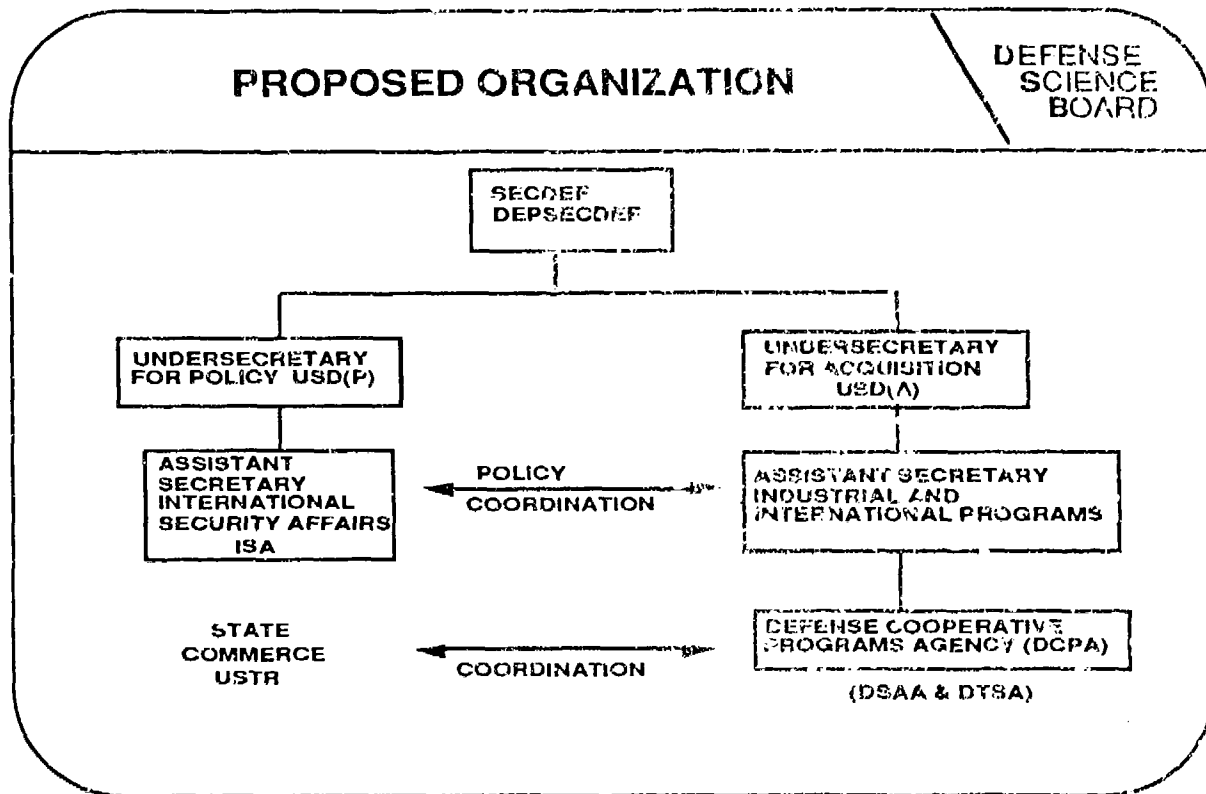 PROPOSED ORGANIZATION
DEFENSE
SCIENCE
BOARD
SECDEF
DEPSECDEF
UNDERSECRETARY
FOR POLICY USD(P)
UNDERSECRETARY
FOR ACQUISITION
USD(A)
ASSISTANT
SECRETARY
INTERNATIONAL
SECURITY AFFAIRS
ISA
POLICY
COORDINATION
ASSISTANT SECRETARY
INDUSTRIAL AND
INTERNATIONAL PROGRAMS
STATE
COMMERCE
USTR
COORDINATION
DEFENSE COOPERATIVE
PROGRAMS AGENCY (DCPA)
(DSAA & DTSA)